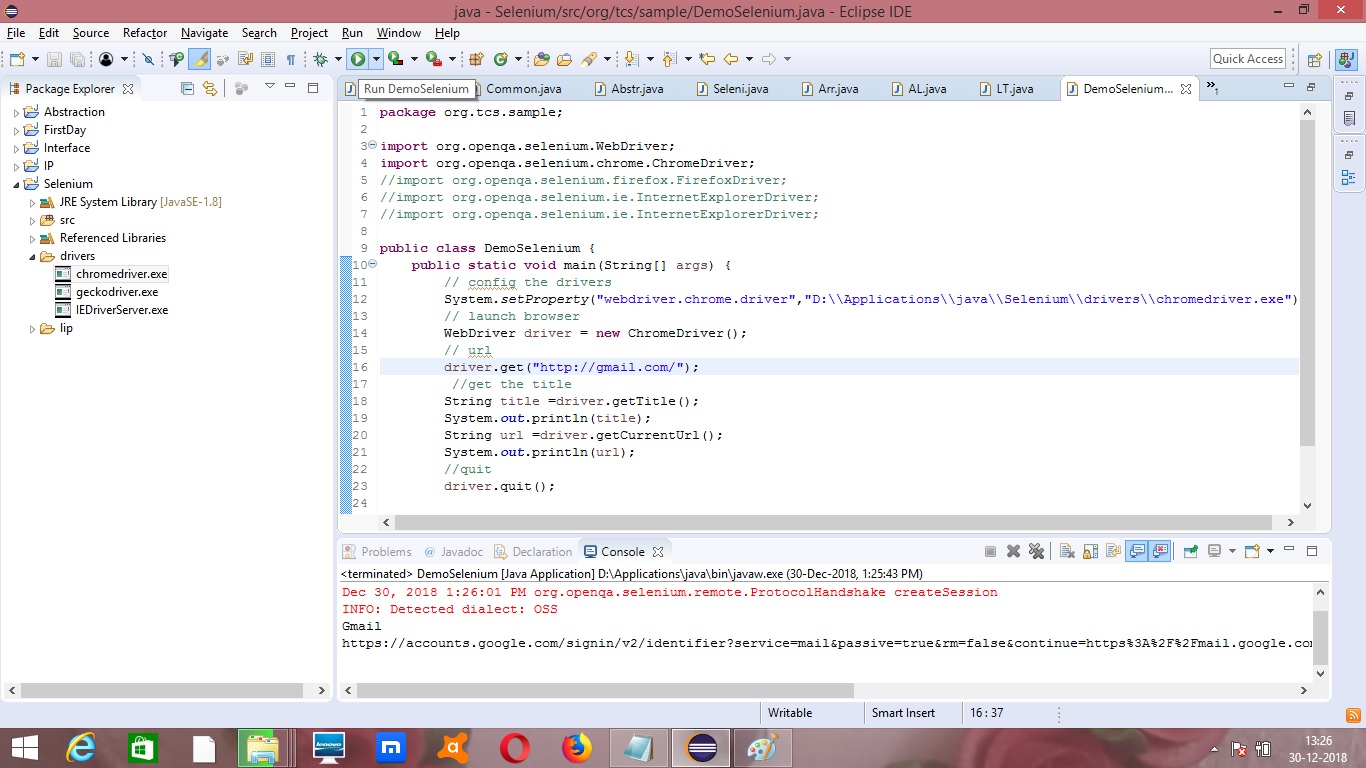 java - Selenium/src/org/tcs/sample/DemoSelenium.java - Eclipse IDE
File Edit Source Refactor Navigate Search Project Run Window Help
Quick Access
Package Explorer
Run DemoSelenium Common.java Abstr.java Seleni.java Arr.java AL.java LT.java DemoSelenium... »1
Abstraction
FirstDay
Interface
IP
Selenium
JRE System Library [JavaSE-1.8]
src
Referenced Libraries
drivers
chromedriver.exe
geckodriver.exe
IEDriverServer.exe
lip
1 package org.tcs.sample;
2
3 import org.openqa.selenium.WebDriver;
4 import org.openqa.selenium.chrome.ChromeDriver;
5 //import org.openqa.selenium.firefox.FirefoxDriver;
6 //import org.openqa.selenium.ie.InternetExplorerDriver;
7 //import org.openqa.selenium.ie.InternetExplorerDriver;
8
9 public class DemoSelenium {
10 public static void main(String[] args) {
11 // config the drivers
12 System.setProperty("webdriver.chrome.driver","D:\\Applications\\java\\Selenium\\drivers\\chromedriver.exe")
13 // launch browser
14 WebDriver driver = new ChromeDriver();
15 // url
16 driver.get("http://gmail.com/");
17 //get the title
18 String title =driver.getTitle();
19 System.out.println(title);
20 String url =driver.getCurrentUrl();
21 System.out.println(url);
22 //quit
23 driver.quit();
24
Problems @ Javadoc Declaration Console
<terminated> DemoSelenium [Java Application] D:\Applications\java\bin\javaw.exe (30-Dec-2018, 1:25:43 PM)
Dec 30, 2018 1:26:01 PM org.openqa.selenium.remote.ProtocolHandshake createSession
INFO: Detected dialect: OSS
Gmail
https://accounts.google.com/signin/v2/identifier?service=mail&passive=true&rm=false&continue=https%3A%2F%2Fmail.google.co
Writable Smart Insert 16 : 37
lenovo
13:26
30-12-2018